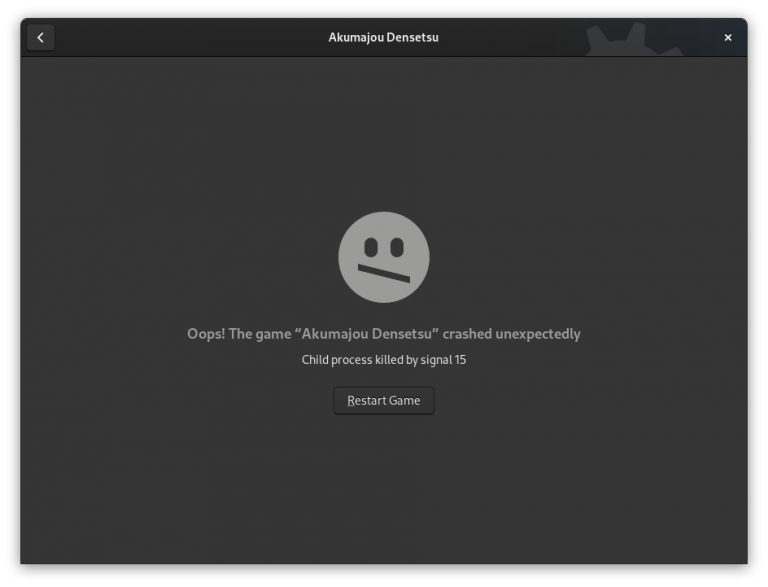 Akumajou Densetsu
Oops! The game “Akumajou Densetsu” crashed unexpectedly
Child process killed by signal 15
Restart Game